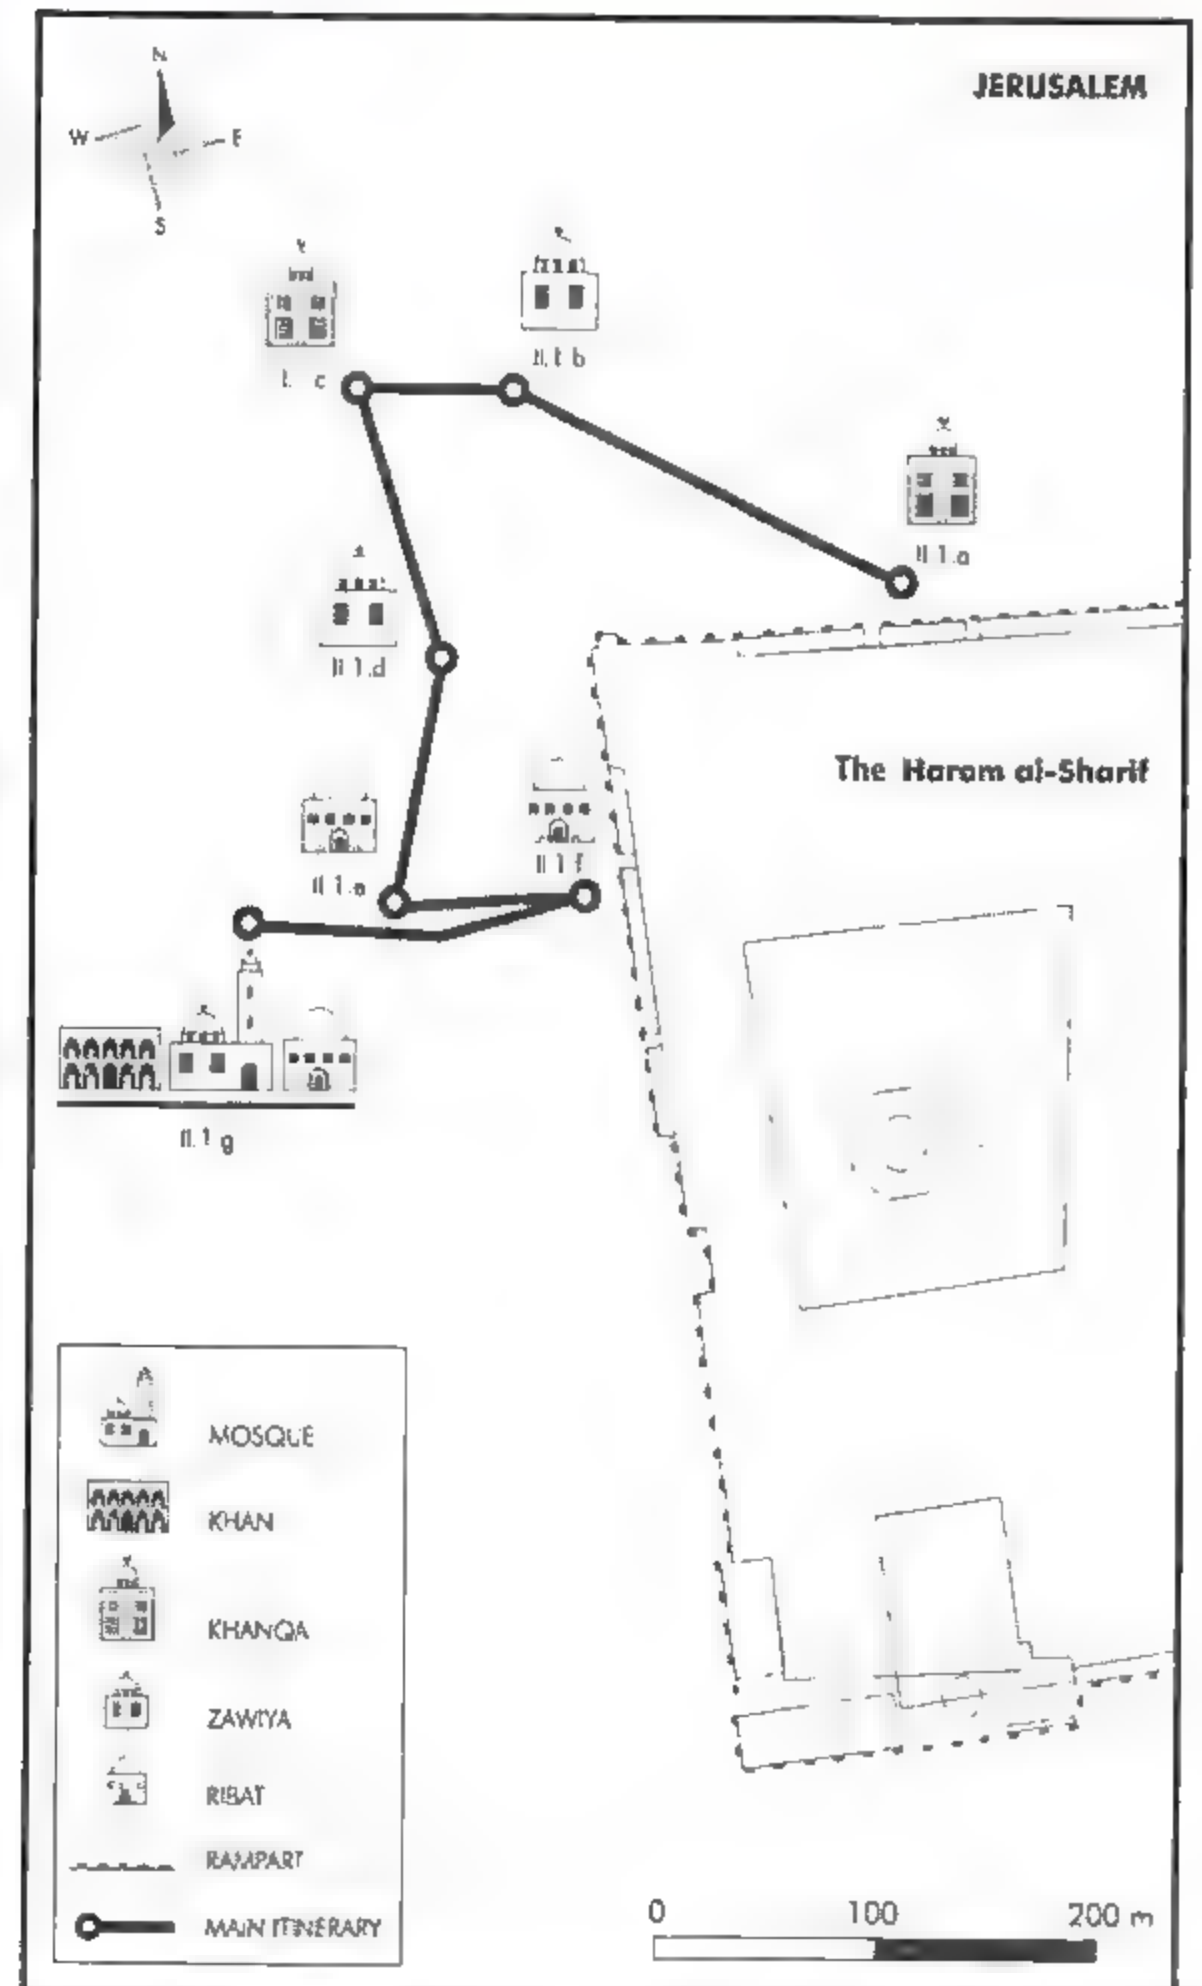 N
JERUSALEM
W
E
S
II.1 b
c
II 1.a
II 1.d
The Haram al-Sharif
II 1 f
II 1.e
II.1 g
MOSQUE
KHAN
KHANQA
ZAWIYA
RIBAT
RAMPART
MAIN ITINERARY
0 100 200 m